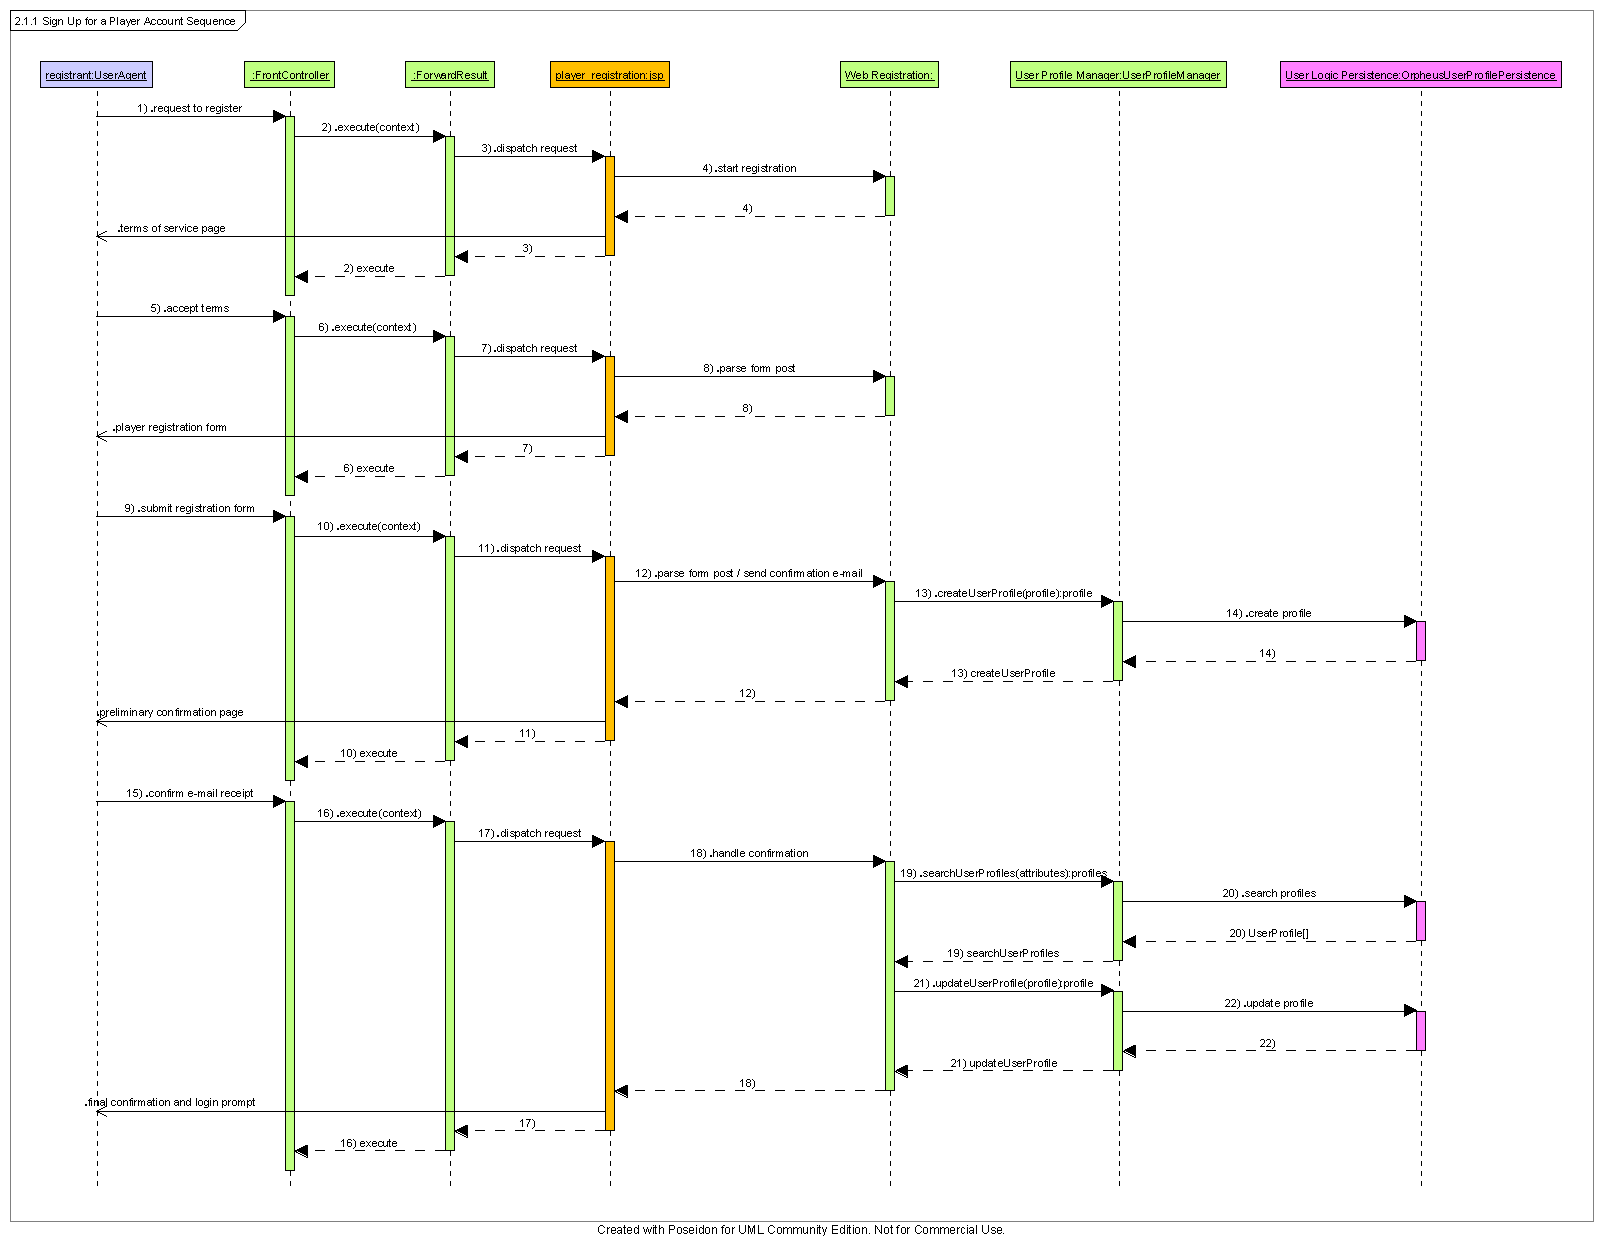 2.1.1 Sign Up for a Player Account Sequence
registrant:UserAgent
:FrontController
:ForwardResult
player_registration:jsp
Web Registration:
User Profile Manager:UserProfileManager
User Logic Persistence:OrpheusUserProfilePersistence
1) .request to register
2) .execute(context)
3).dispatch request
4) .start registration
4)
.terms of service page
3)
2) execute
5) .accept terms
6) .execute(context)
7).dispatch request
8) .parse form post
8)
.player registration form
7)
6) execute
9) .submit registration form
10) .execute(context)
11).dispatch request
12) .parse form post / send confirmation e-mail
13) .createUserProfile(profile):profile
14) .create profile
14)
13) createUserProfile
12)
.preliminary confirmation page
11)
10) execute
15) .confirm e-mail receipt
16) .execute(context)
17).dispatch request
18) .handle confirmation
19) .searchUserProfiles(attributes):profiles
20) .search profiles
20) UserProfile[]
19) searchUserProfiles
21) .updateUserProfile(profile):profile
22) .update profile
22)
21) updateUserProfile
18)
.final confirmation and login prompt
17)
16) execute
Created with Poseidon for UML Community Edition. Not for Commercial Use.